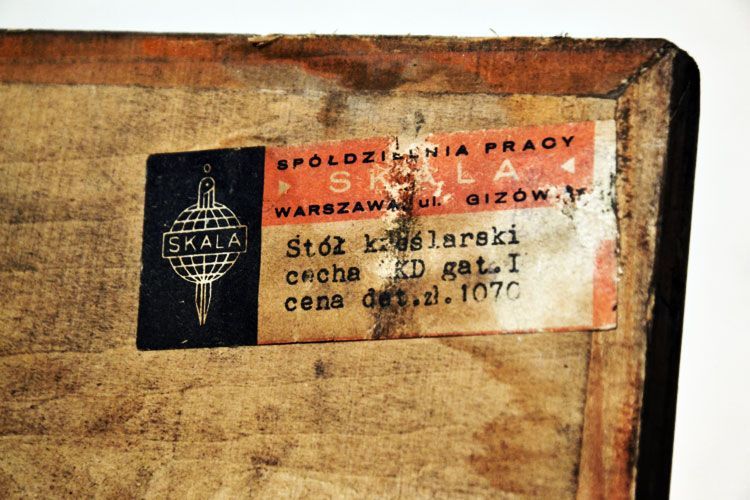 SKALA
SPÓŁDZIELNIA PRACY
SKALA
WARSZAWA, ul. GIZÓW
Stół kreślarski
cecha KD gat.I
cena det.zł.1070